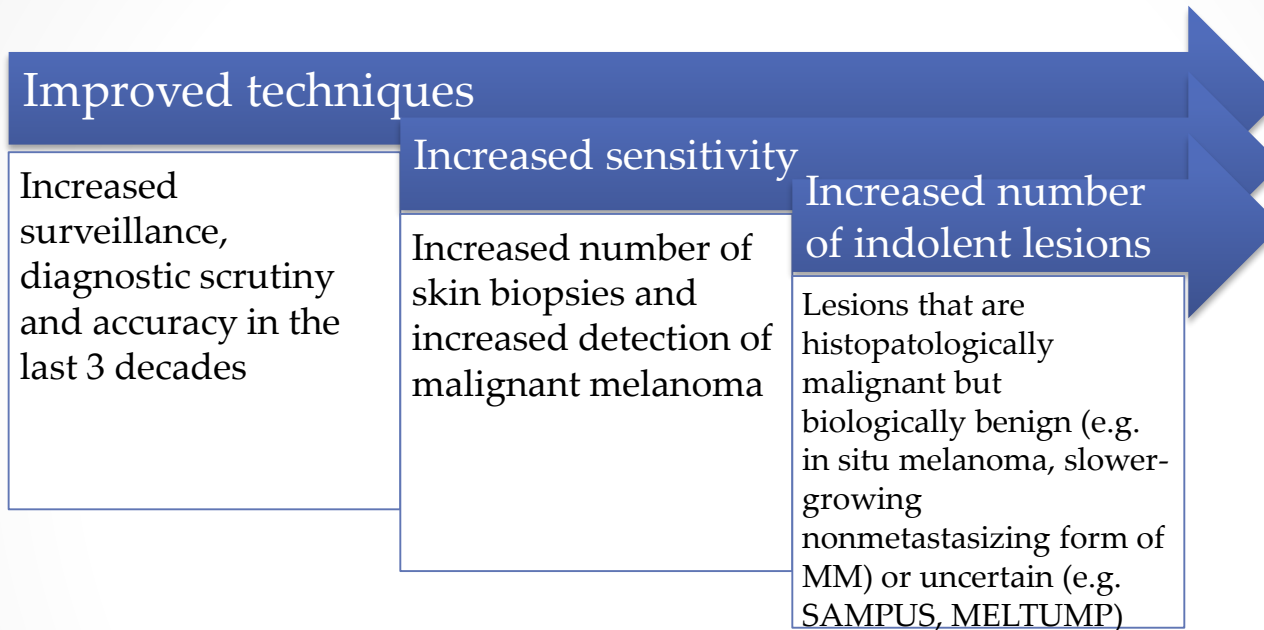 Improved techniques
Increased
surveillance,
diagnostic scrutiny
and accuracy in the
last 3 decades
Increased sensitivity
Increased number of
skin biopsies and
increased detection of
malignant melanoma
Increased number
of indolent lesions
Lesions that are
histopatologically
malignant but
biologically benign (e.g.
in situ melanoma, slower-
growing
nonmetastasizing form of
MM) or uncertain (e.g.
SAMPUS, MELTUMP)